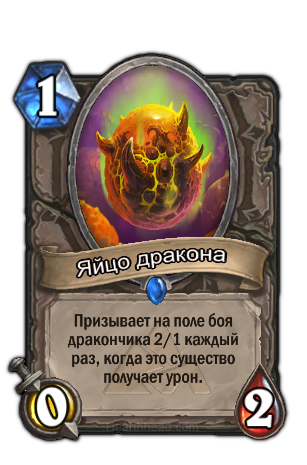 1
Яйцо дракона
Призывает на поле боя
дракончика 2/1 каждый
раз, когда это существо
получает урон.
0
2